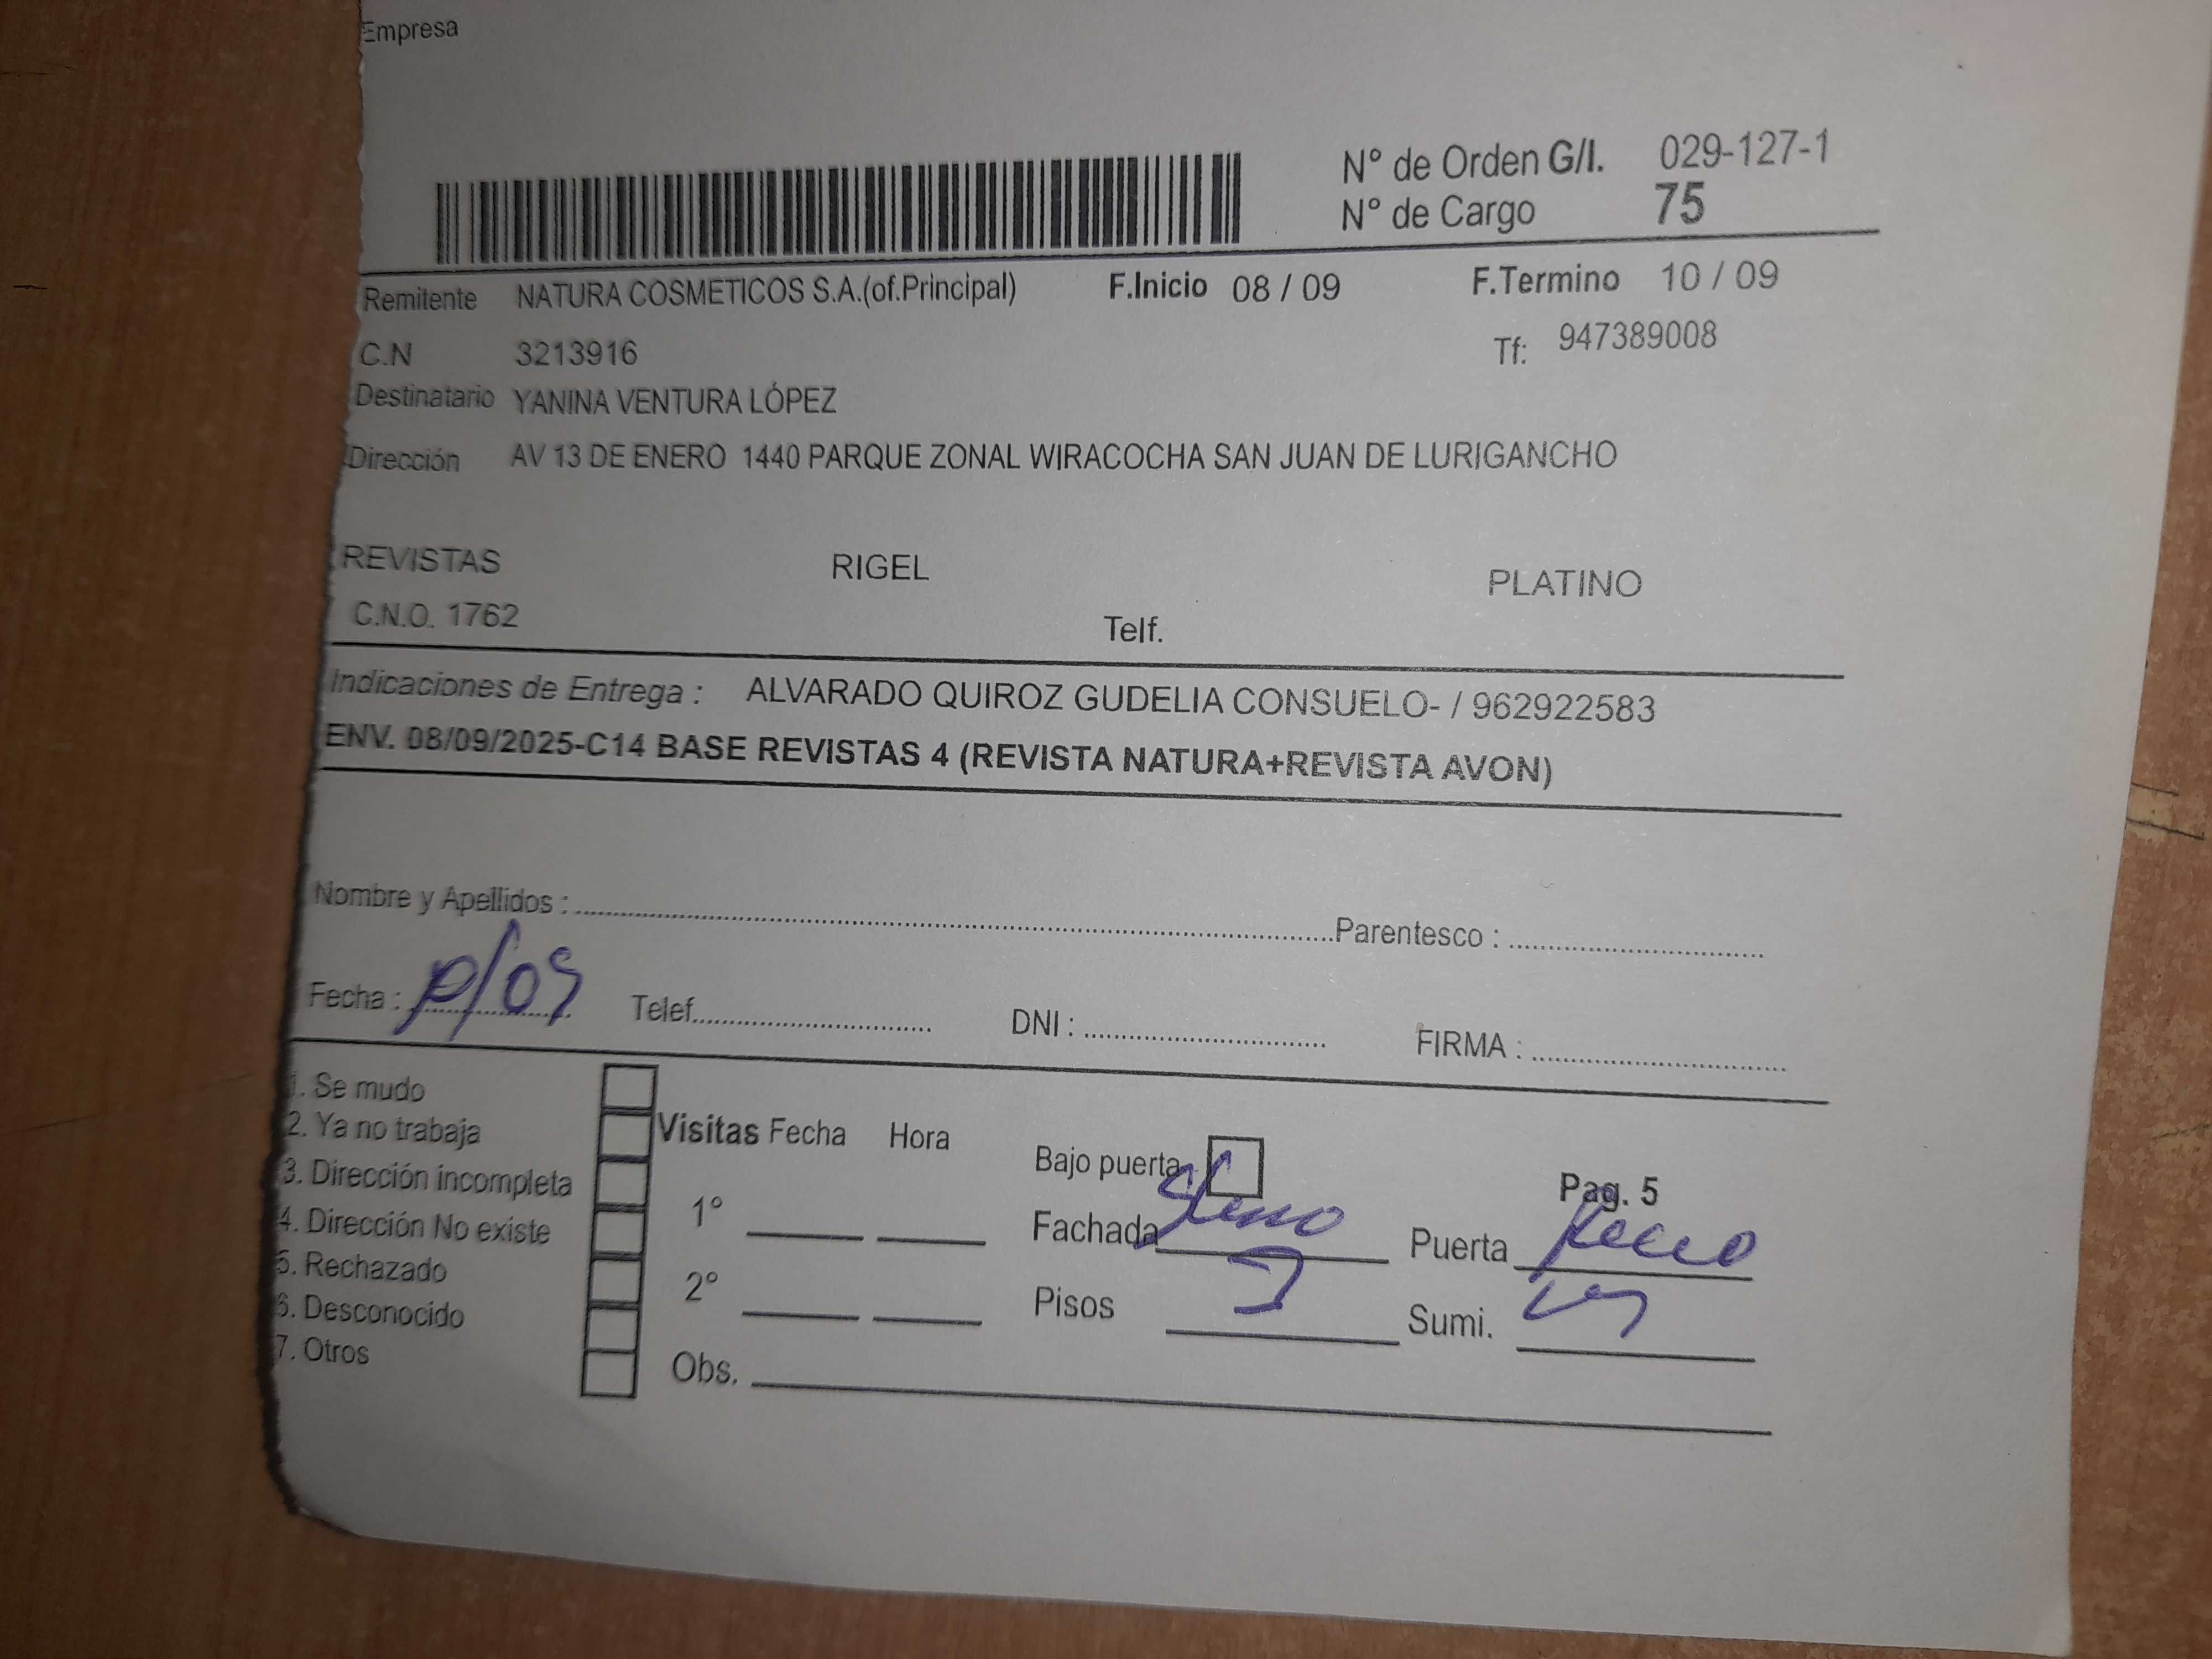 Empresa
N° de Orden G/I. 029-127-1
N° de Cargo 75
Remitente NATURA COSMETICOS S.A.(of.Principal) F.Inicio 08 / 09 F.Termino 10 / 09
C.N 3213916 Tf: 947389008
Destinatario YANINA VENTURA LÓPEZ
Dirección AV 13 DE ENERO 1440 PARQUE ZONAL WIRACOCHA SAN JUAN DE LURIGANCHO
REVISTAS RIGEL PLATINO
C.N.O. 1762 Telf.
Indicaciones de Entrega : ALVARADO QUIROZ GUDELIA CONSUELO- / 962922583
ENV. 08/09/2025-C14 BASE REVISTAS 4 (REVISTA NATURA+REVISTA AVON)
Nombre y Apellidos : Parentesco :
Fecha : Telef. DNI : FIRMA :
1. Se mudo
2. Ya no trabaja
3. Dirección incompleta
4. Dirección No existe
5. Rechazado
6. Desconocido
7. Otros
Visitas Fecha Hora
1°
2°
Obs.
Bajo puerta
Fachada
Pisos
Pag. 5
Puerta
Sumi.